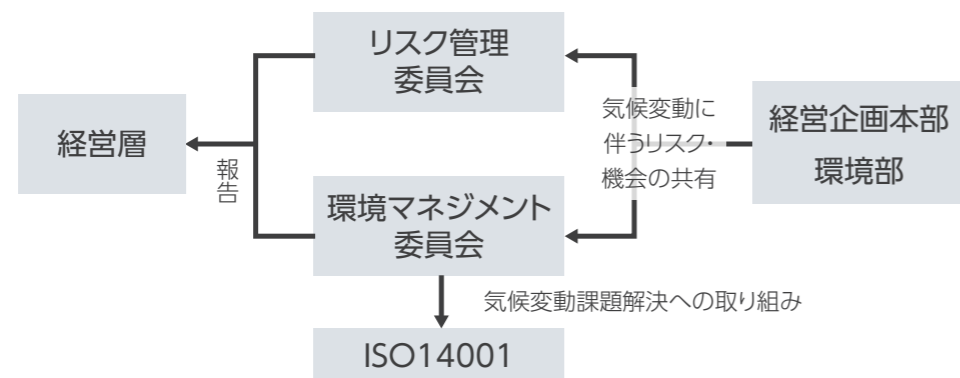 リスク管理
委員会
経営層
報告
気候変動に
伴うリスク・
機会の共有
経営企画本部
環境部
環境マネジメント
委員会
気候変動課題解決への取り組み
ISO14001